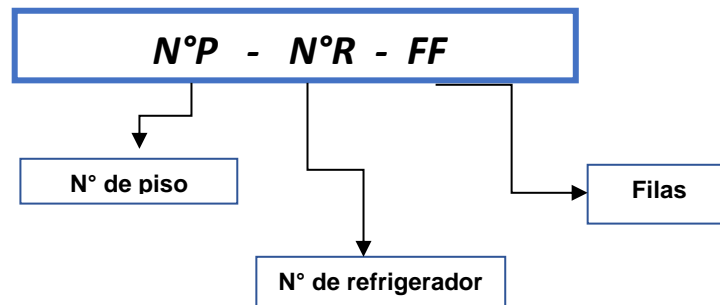 N°P - N°R - FF
N° de piso
Filas
N° de refrigerador